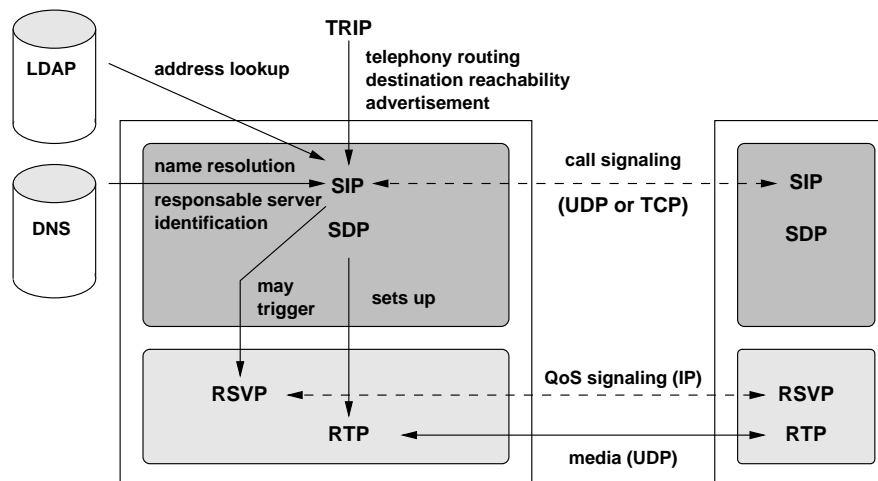 TRIP
LDAP
address lookup
telephony routing
destination reachability
advertisement
name resolution
responsable server
identification
DNS
SIP
SDP
call signaling
(UDP or TCP)
SIP
SDP
may
trigger
sets up
RSVP
QoS signaling (IP)
RSVP
RTP
media (UDP)
RTP